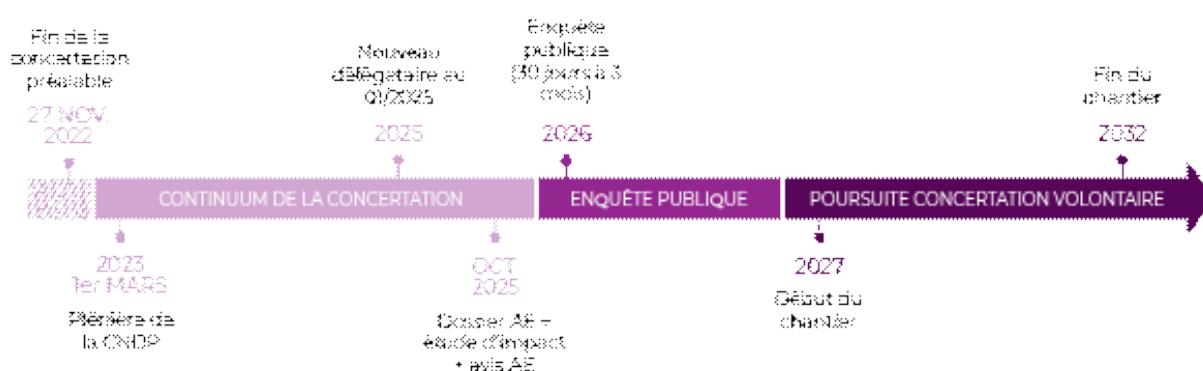 Fin de la
concertation
préalable
27 NOV.
2022
Nouveau
délégataire au
01/2025
2025
Enquête
publique
(30 jours à 3
mois)
2026
Fin du
chantier
2032
CONTINUUM DE LA CONCERTATION
ENQUÊTE PUBLIQUE
POURSUITE CONCERTATION VOLONTAIRE
2023
1er MARS
Plénière de
la CNDP
OCT
2025
Dossier AE +
étude d'impact
+ avis AE
2027
Début du
chantier